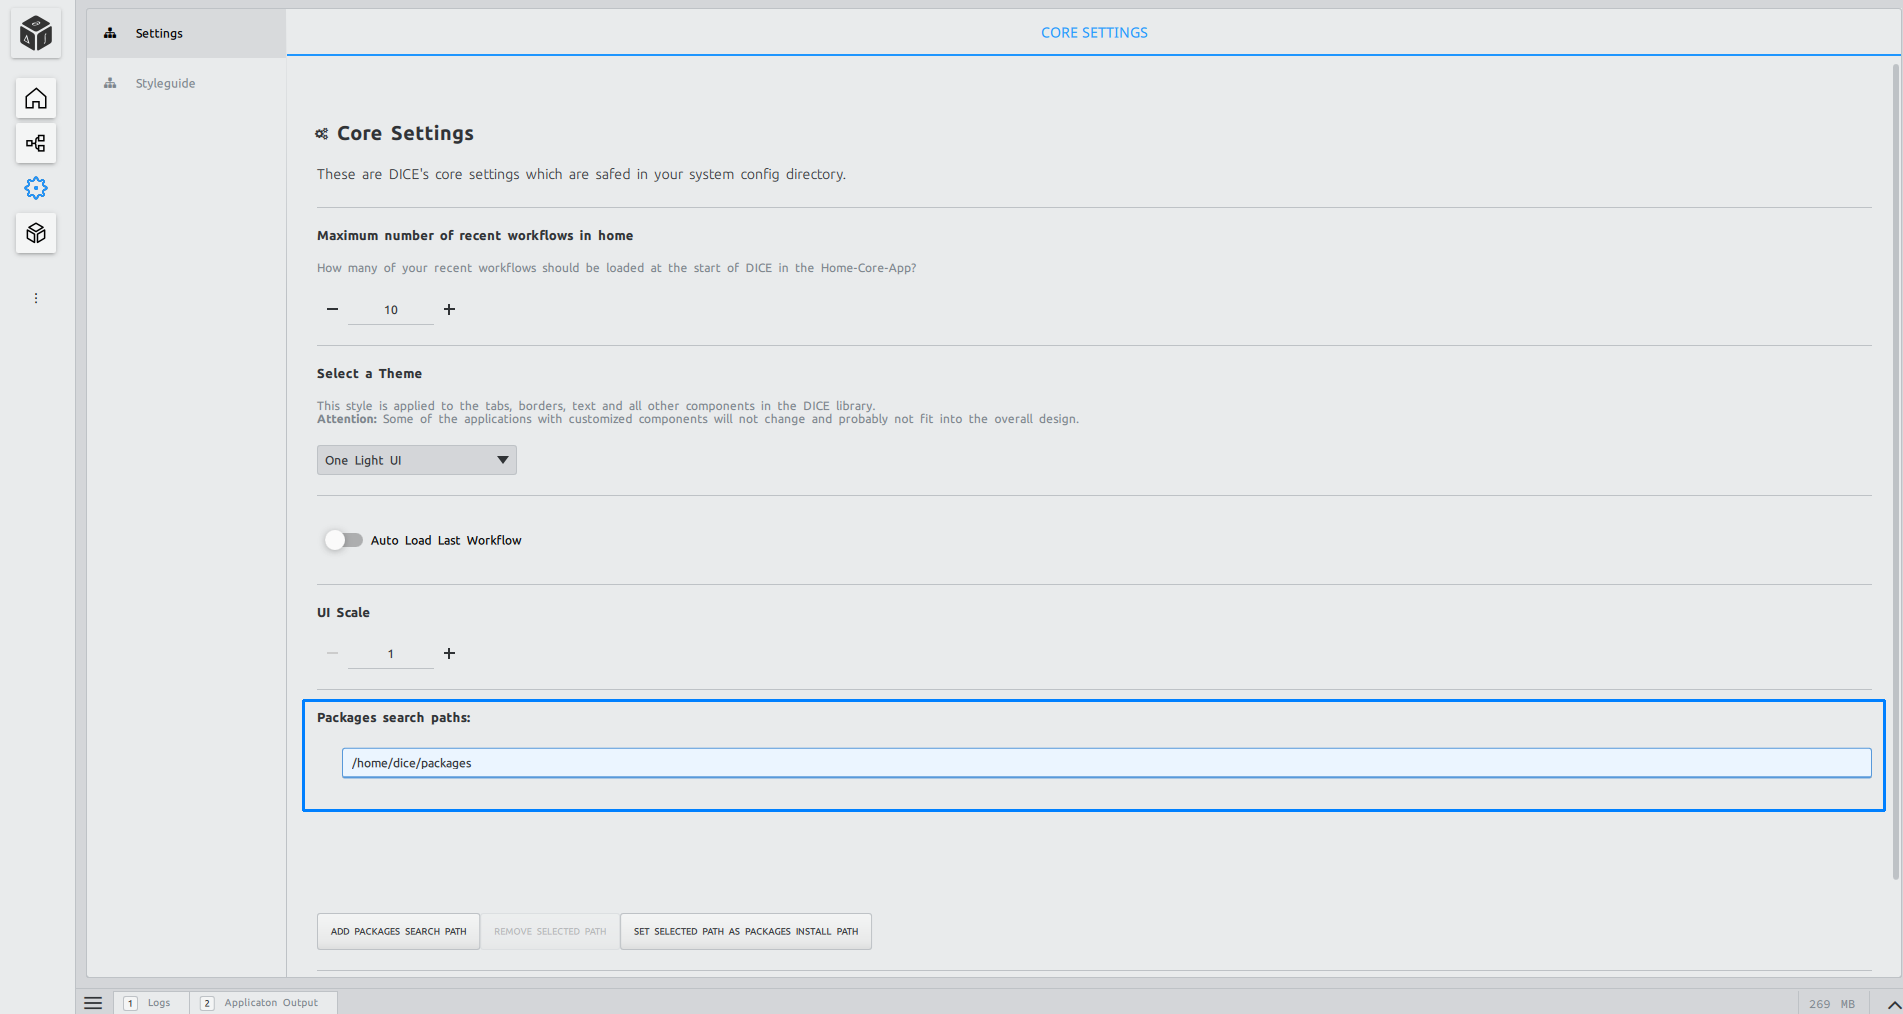 Settings
Styleguide
CORE SETTINGS
Core Settings
These are DICE's core settings which are safed in your system config directory.
Maximum number of recent workflows in home
How many of your recent workflows should be loaded at the start of DICE in the Home-Core-App?
10
Select a Theme
This style is applied to the tabs, borders, text and all other components in the DICE library.
Attention: Some of the applications with customized components will not change and probably not fit into the overall design.
One Light UI
Auto Load Last Workflow
UI Scale
1
Packages search paths:
/home/dice/packages
ADD PACKAGES SEARCH PATH REMOVE SELECTED PATH SET SELECTED PATH AS PACKAGES INSTALL PATH
1 Logs 2 Applicaton Output 269 MB